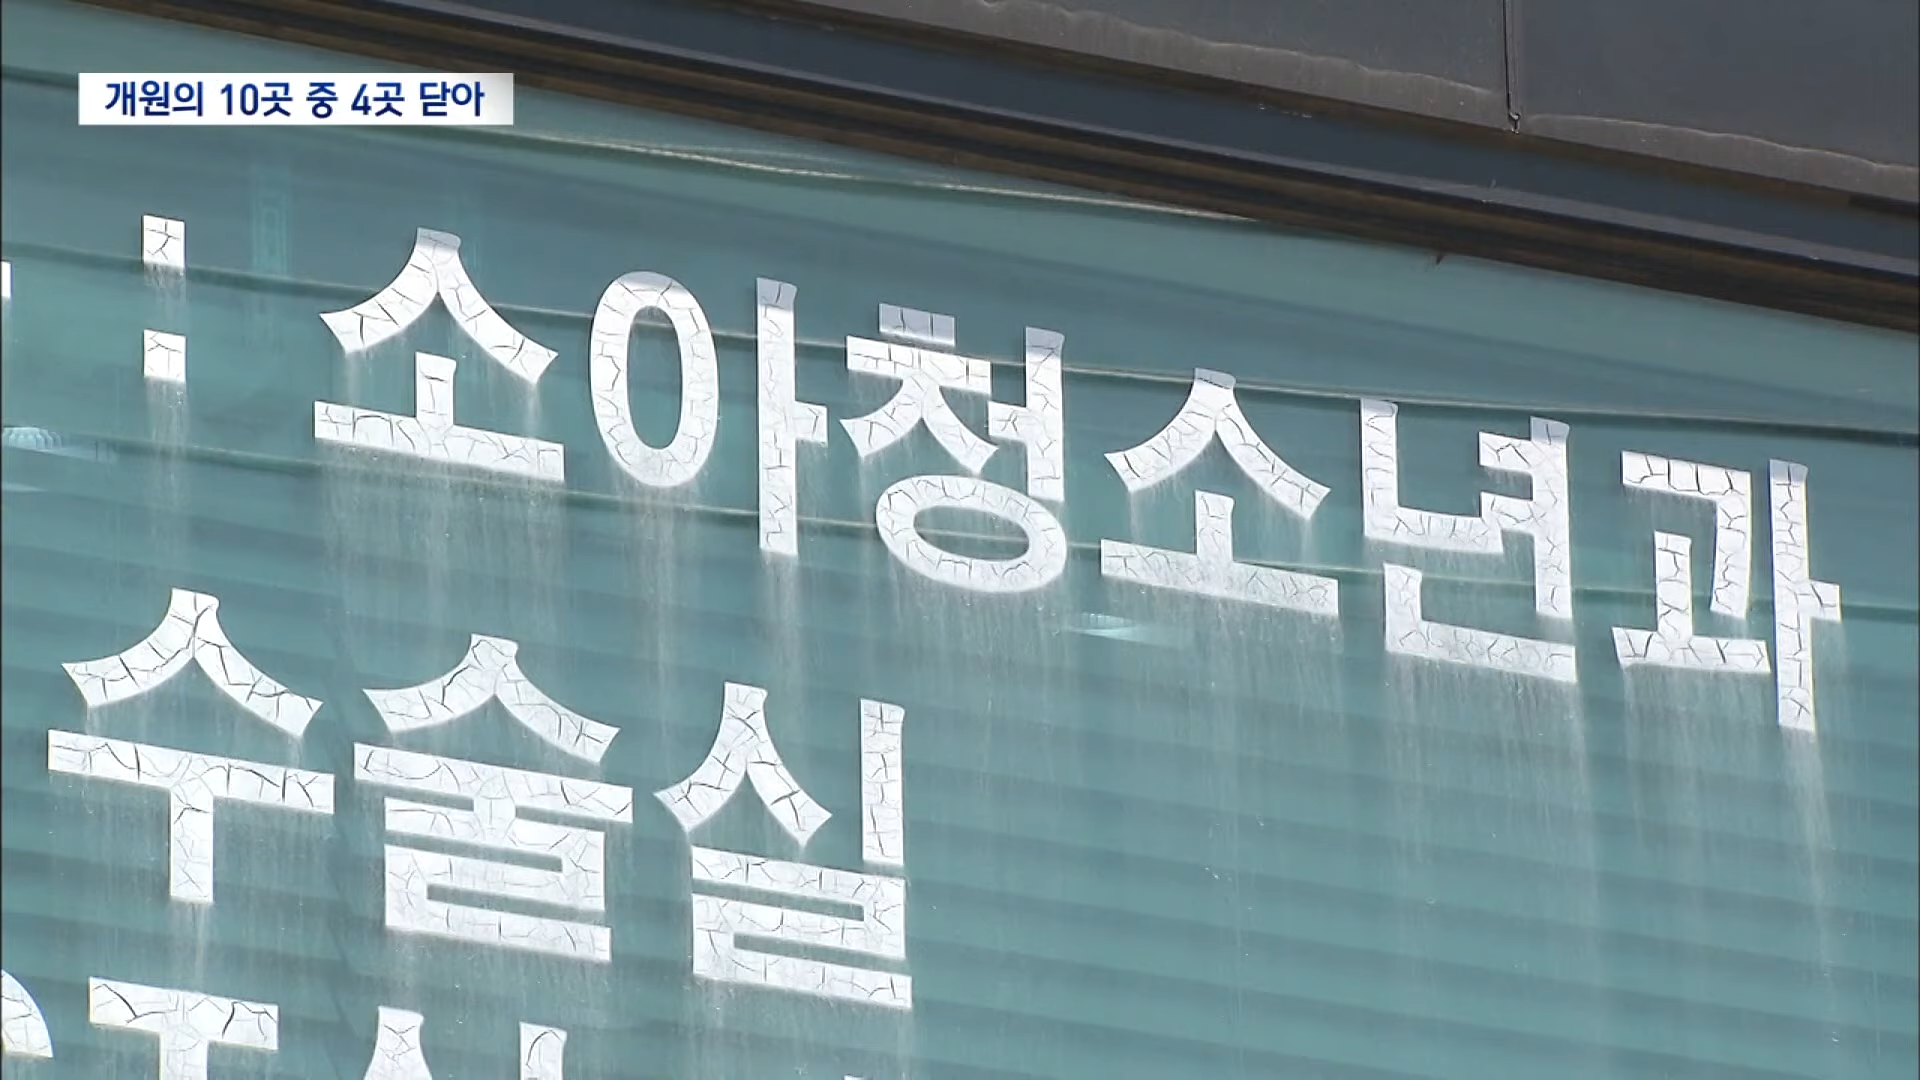 개원의 10곳 중 4곳 닫아
: 소아청소년과
수술실